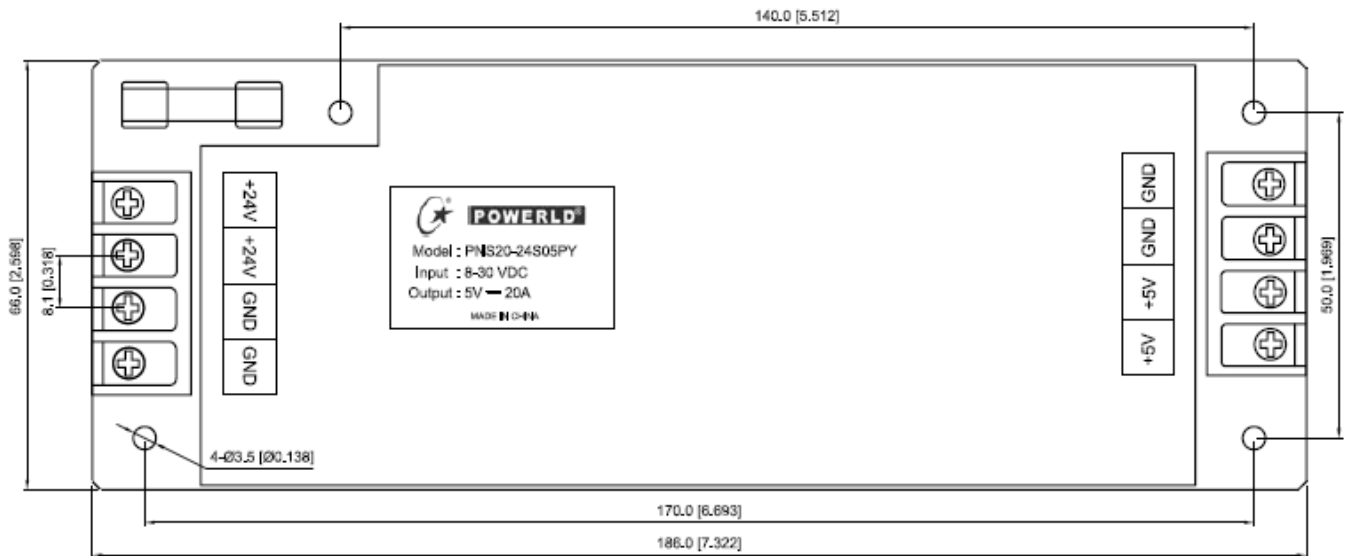 140.0 [5.512]
66.0 [2.598]
8.1 [0.318]
+24V
+24V
GND
GND
POWERLD®
Model : PNS20-24S05PY
Input : 8-30 VDC
Output : 5V — 20A
MADE IN CHINA
GND
GND
+5V
+5V
50.0 [1.969]
4-Ø3.5 [Ø0.138]
170.0 [6.693]
186.0 [7.322]